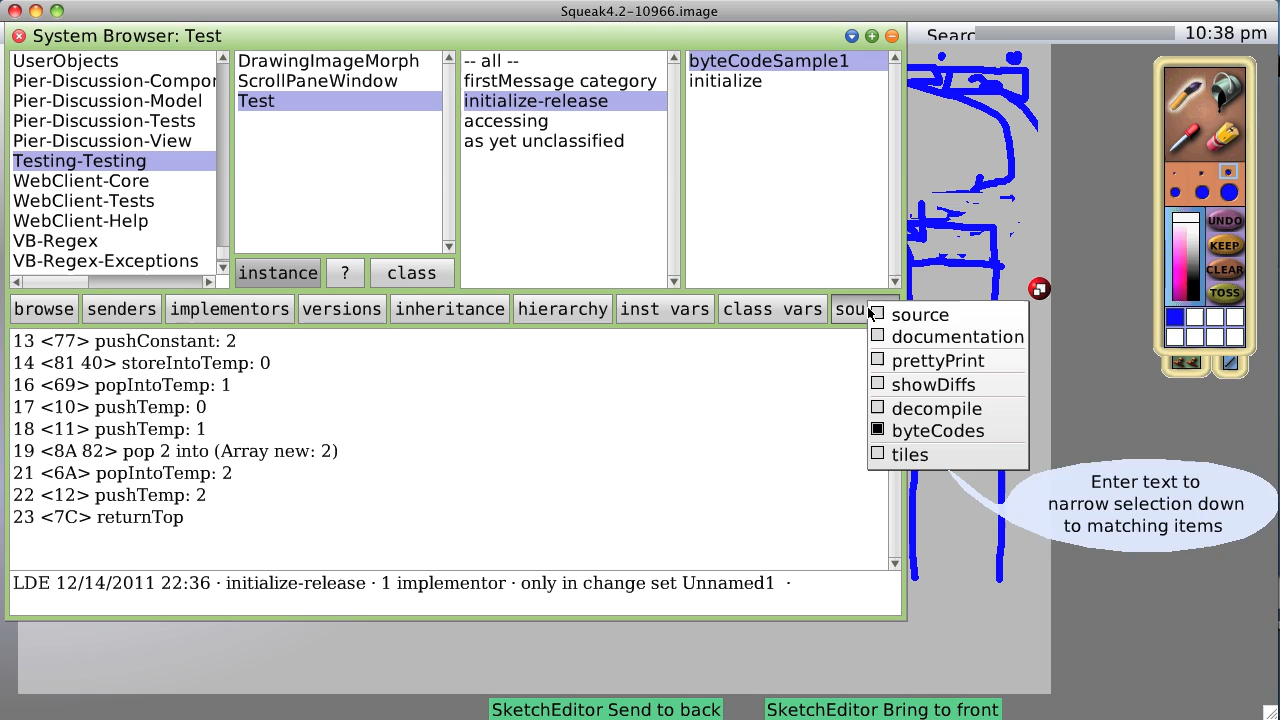 Squeak4.2-10966.image
System Browser: Test
Searc
10:38 pm
UserObjects
Pier-Discussion-Compor
Pier-Discussion-Model
Pier-Discussion-Tests
Pier-Discussion-View
Testing-Testing
WebClient-Core
WebClient-Tests
WebClient-Help
VB-Regex
VB-Regex-Exceptions
DrawingImageMorph
ScrollPaneWindow
Test
instance
?
class
-- all --
firstMessage category
initialize-release
accessing
as yet unclassified
byteCodeSample1
initialize
browse
senders
implementors
versions
inheritance
hierarchy
inst vars
class vars
sou
source
documentation
prettyPrint
showDiffs
decompile
byteCodes
tiles
13 <77> pushConstant: 2
14 <81 40> storeIntoTemp: 0
16 <69> popIntoTemp: 1
17 <10> pushTemp: 0
18 <11> pushTemp: 1
19 <8A 82> pop 2 into (Array new: 2)
21 <6A> popIntoTemp: 2
22 <12> pushTemp: 2
23 <7C> returnTop
LDE 12/14/2011 22:36 · initialize-release · 1 implementor · only in change set Unnamed1 ·
UNDO
KEEP
CLEAR
TOSS
Enter text to
narrow selection down
to matching items
SketchEditor Send to back
SketchEditor Bring to front